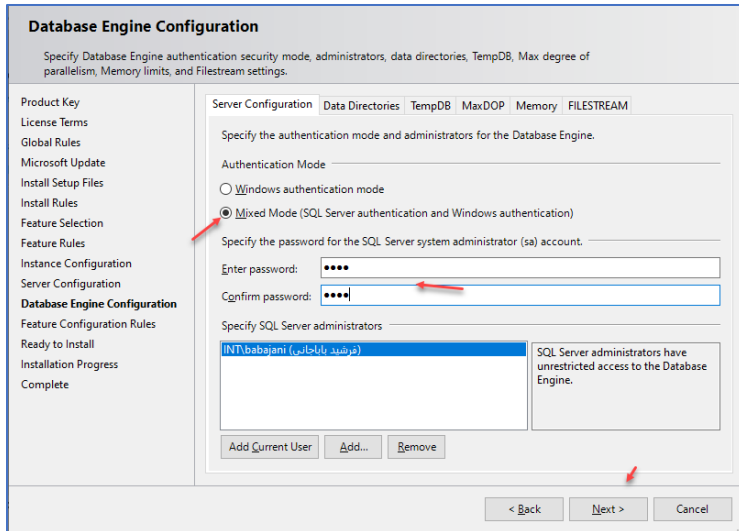 Database Engine Configuration
Specify Database Engine authentication security mode, administrators, data directories, TempDB, Max degree of
parallelism, Memory limits, and Filestream settings.
Product Key
License Terms
Global Rules
Microsoft Update
Install Setup Files
Install Rules
Feature Selection
Feature Rules
Instance Configuration
Server Configuration
Database Engine Configuration
Feature Configuration Rules
Ready to Install
Installation Progress
Complete
Server Configuration Data Directories TempDB MaxDOP Memory FILESTREAM
Specify the authentication mode and administrators for the Database Engine.
Authentication Mode
Windows authentication mode
Mixed Mode (SQL Server authentication and Windows authentication)
Specify the password for the SQL Server system administrator (sa) account.
Enter password: ●●●●
Confirm password: ●●●●
Specify SQL Server administrators
INT\babajani (فرشید باباجانی)
SQL Server administrators have
unrestricted access to the Database
Engine.
Add Current User Add... Remove
< Back Next > Cancel